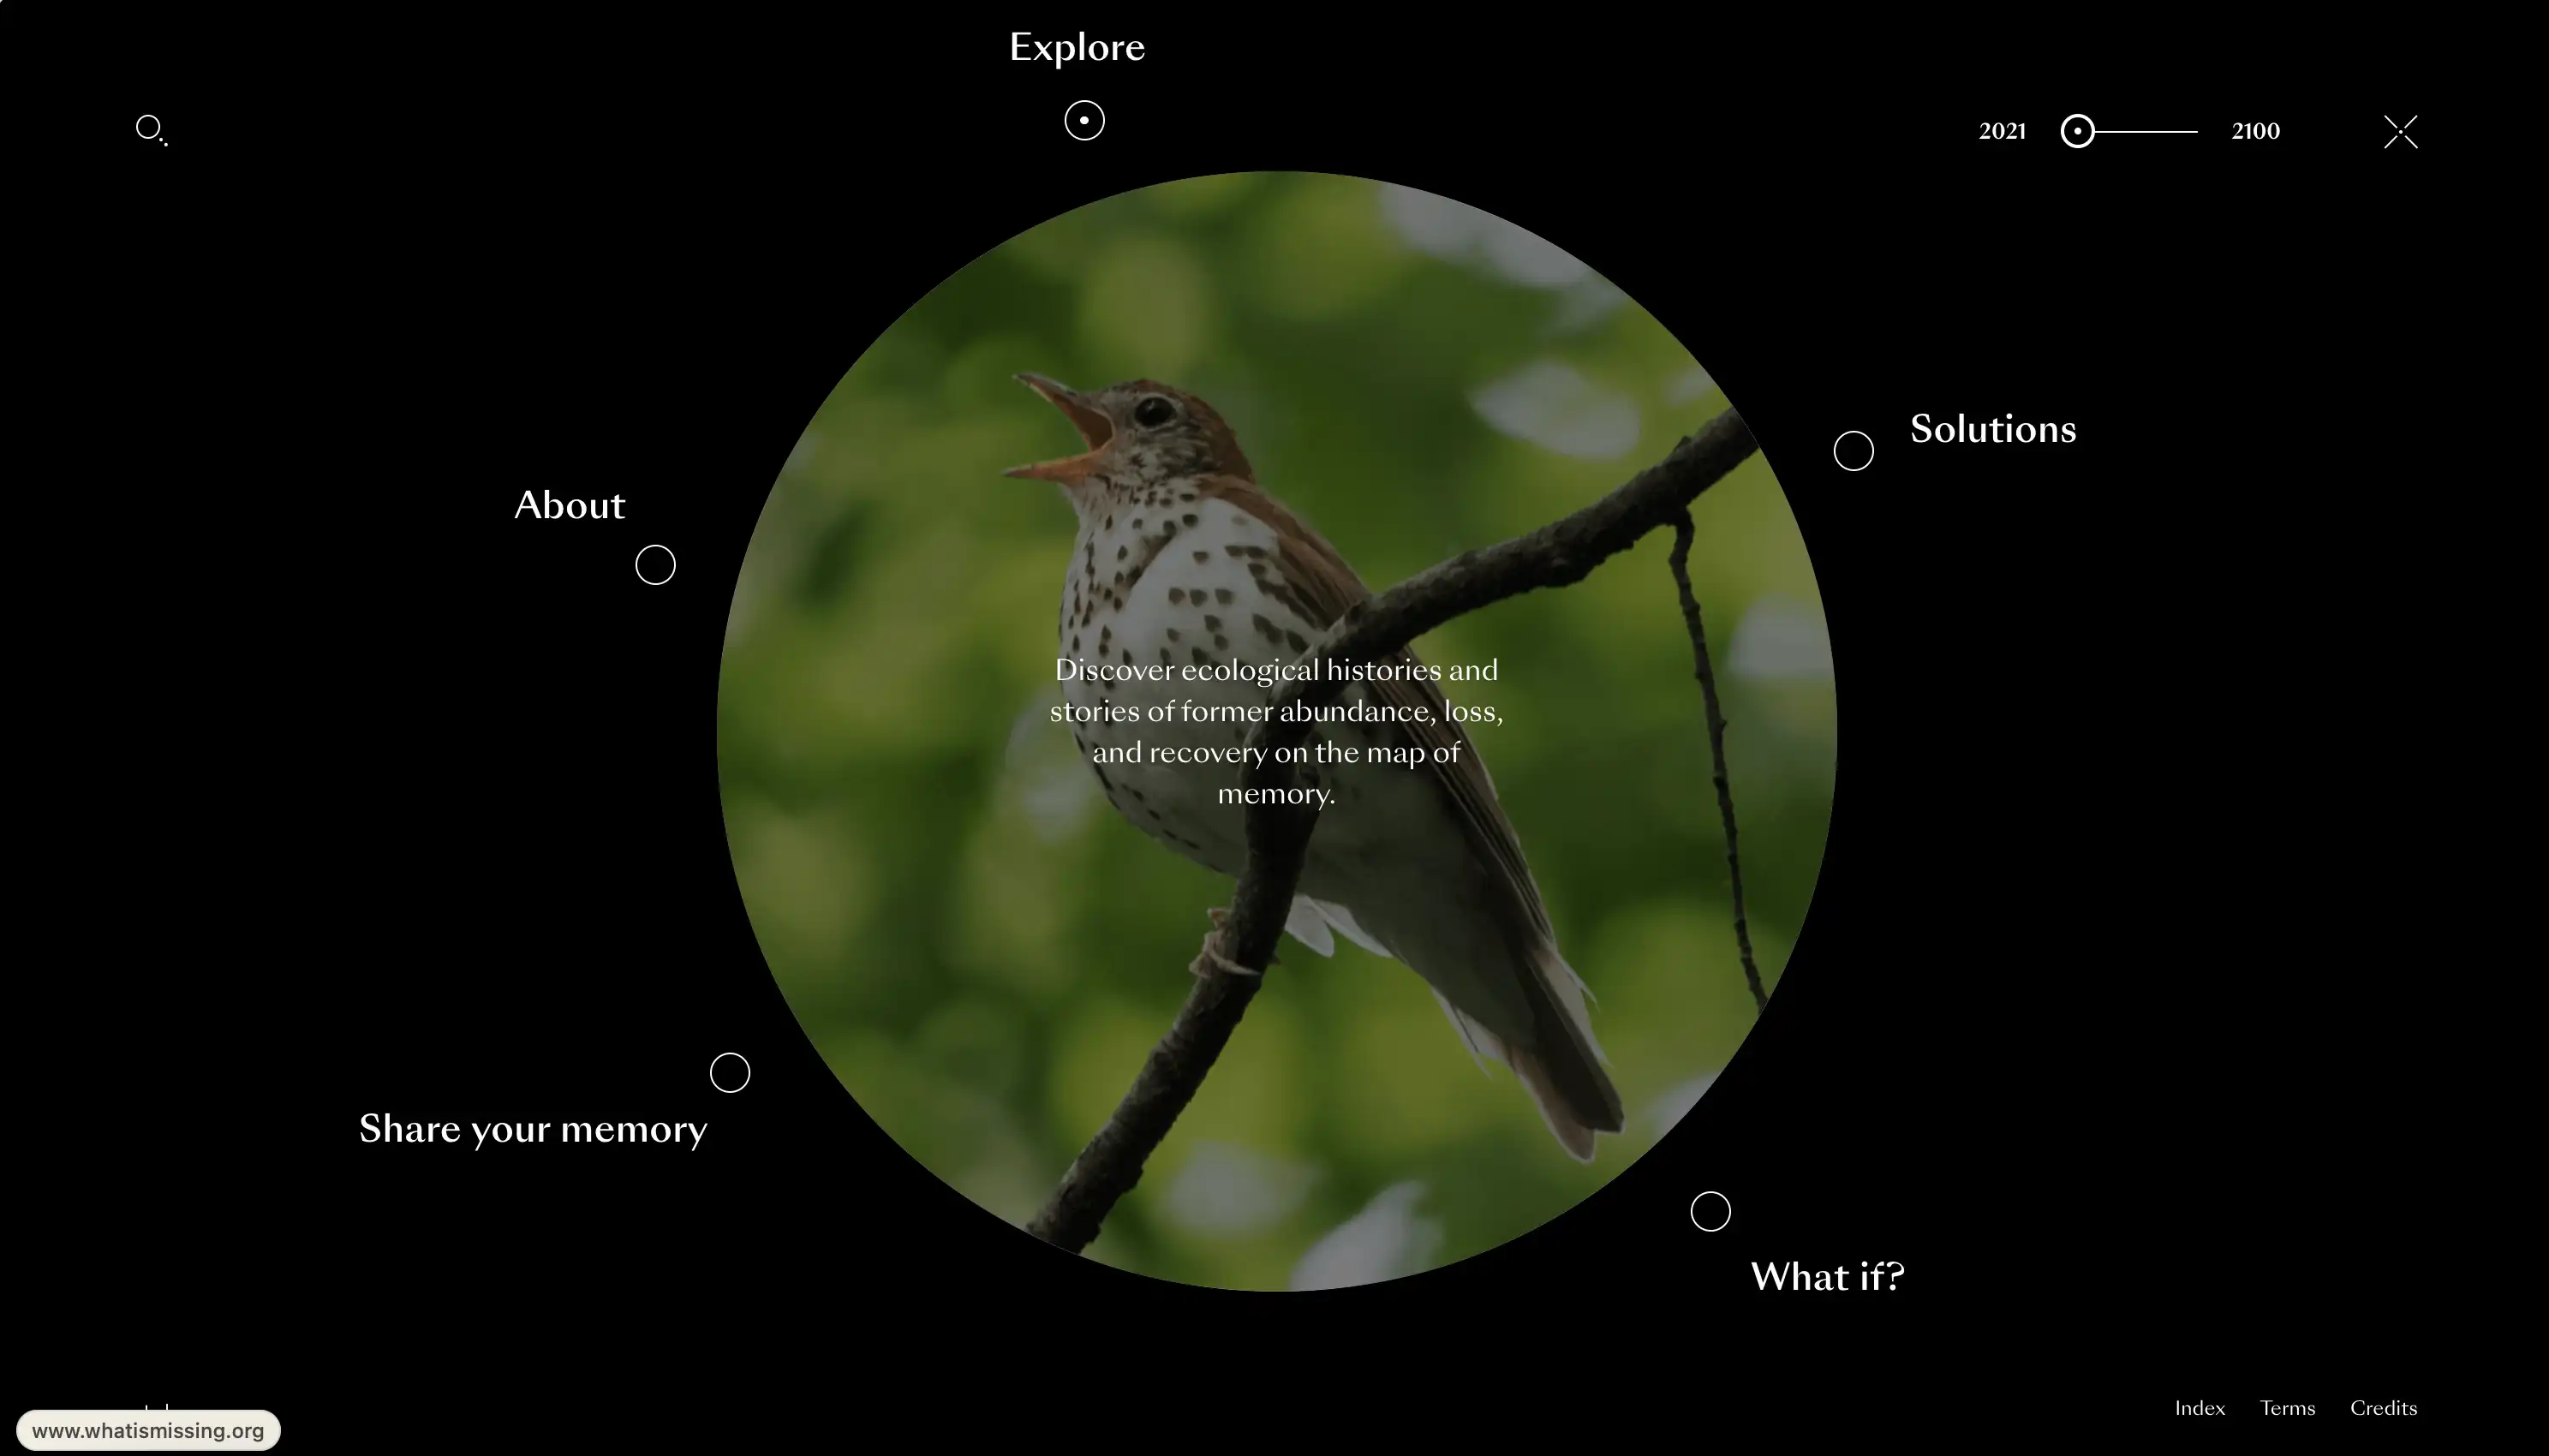 Explore
2021
2100
Solutions
About
Discover ecological histories and
stories of former abundance, loss,
and recovery on the map of
memory.
Share your memory
What if?
Index Terms Credits
www.whatismissing.org